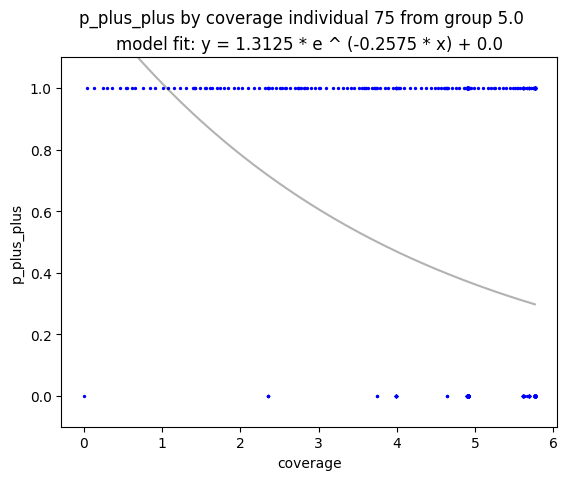 p_plus_plus by coverage individual 75 from group 5.0
model fit: y = 1.3125 * e ^ (-0.2575 * x) + 0.0
1.0
0.8
0.6
0.4
0.2
0.0
p_plus_plus
0 1 2 3 4 5 6
coverage